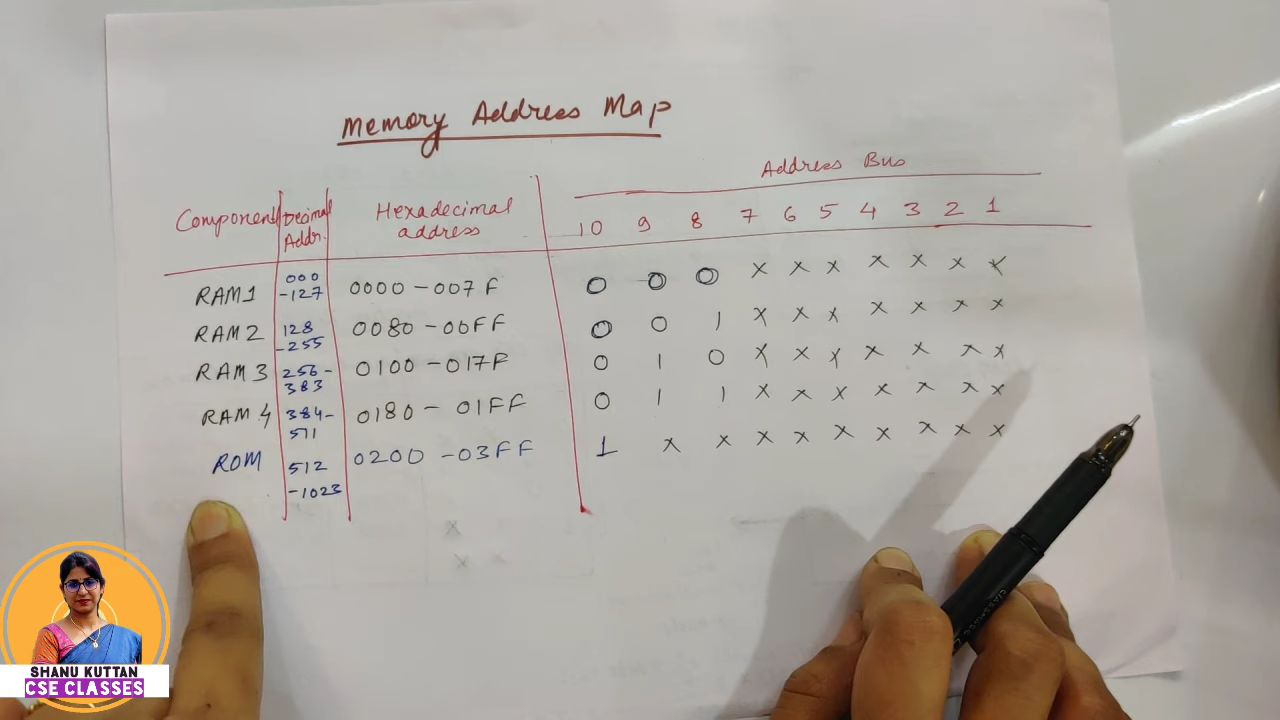 Memory Address Map
Address Bus
Component Decimal Addr. Hexadecimal address 10 9 8 7 6 5 4 3 2 1
RAM1 000 -127 0000 - 007F 0 0 0 x x x x x x x
RAM2 128 -255 0080 - 00FF 0 0 1 x x x x x x x
RAM3 256 - 383 0100 - 017F 0 1 0 x x x x x x x
RAM4 384 - 511 0180 - 01FF 0 1 1 x x x x x x x
ROM 512 -1023 0200 - 03FF 1 x x x x x x x x x
SHANU KUTTAN
CSE CLASSES